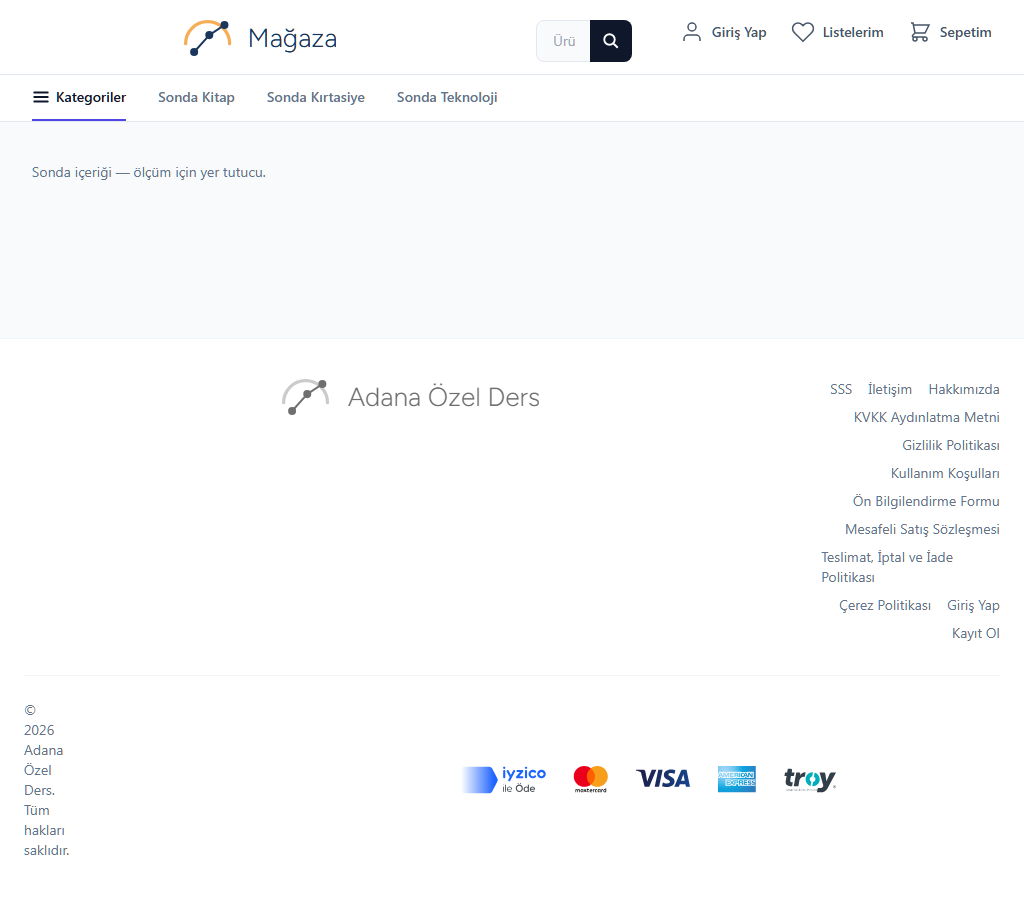 Mağaza
Ürü
Giriş Yap
Listelerim
Sepetim
Kategoriler
Sonda Kitap
Sonda Kırtasiye
Sonda Teknoloji
Sonda içeriği — ölçüm için yer tutucu.
Adana Özel Ders
SSS İletişim Hakkımızda
KVKK Aydınlatma Metni
Gizlilik Politikası
Kullanım Koşulları
Ön Bilgilendirme Formu
Mesafeli Satış Sözleşmesi
Teslimat, İptal ve İade
Politikası
Çerez Politikası Giriş Yap
Kayıt Ol
©
2026
Adana
Özel
Ders.
Tüm
hakları
saklıdır.
iyzico
ile Öde
mastercard
VISA
AMERICAN
EXPRESS
troy